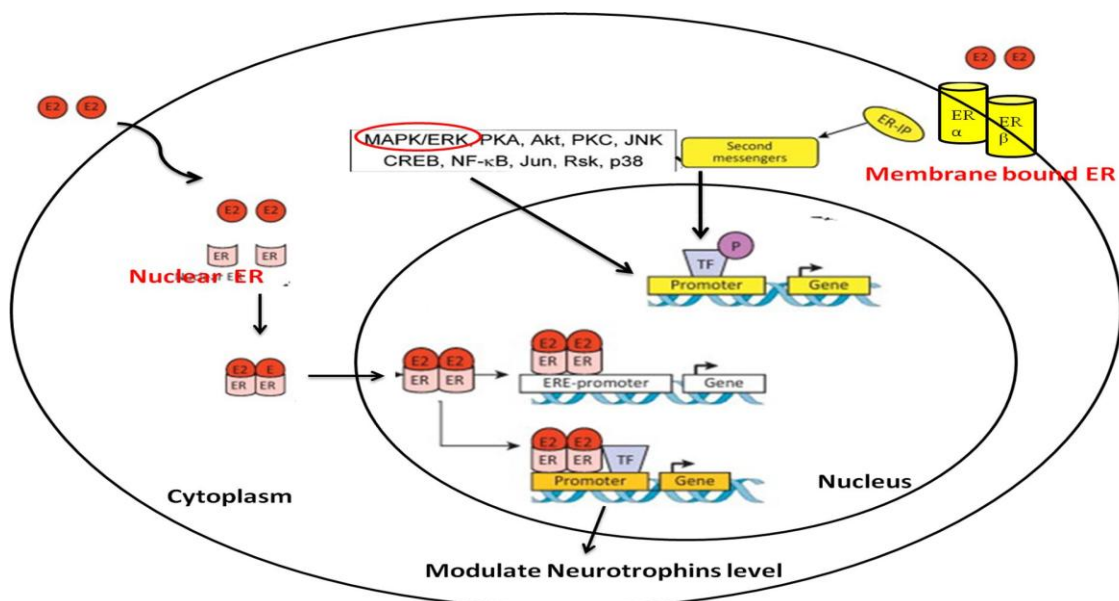 E2 E2
E2 E2
ER α
ER β
ER-IP
Membrane bound ER
MAPK/ERK, PKA, Akt, PKC, JNK
CREB, NF-κB, Jun, Rsk, p38
Second
messengers
E2 E2
ER ER
Nuclear ER
P
TF
Promoter Gene
E2 E
ER ER
E2 E2
ER ER
E2 E2
ER ER
ERE-promoter Gene
E2 E2
ER ER TF
Promoter Gene
Cytoplasm
Nucleus
Modulate Neurotrophins level